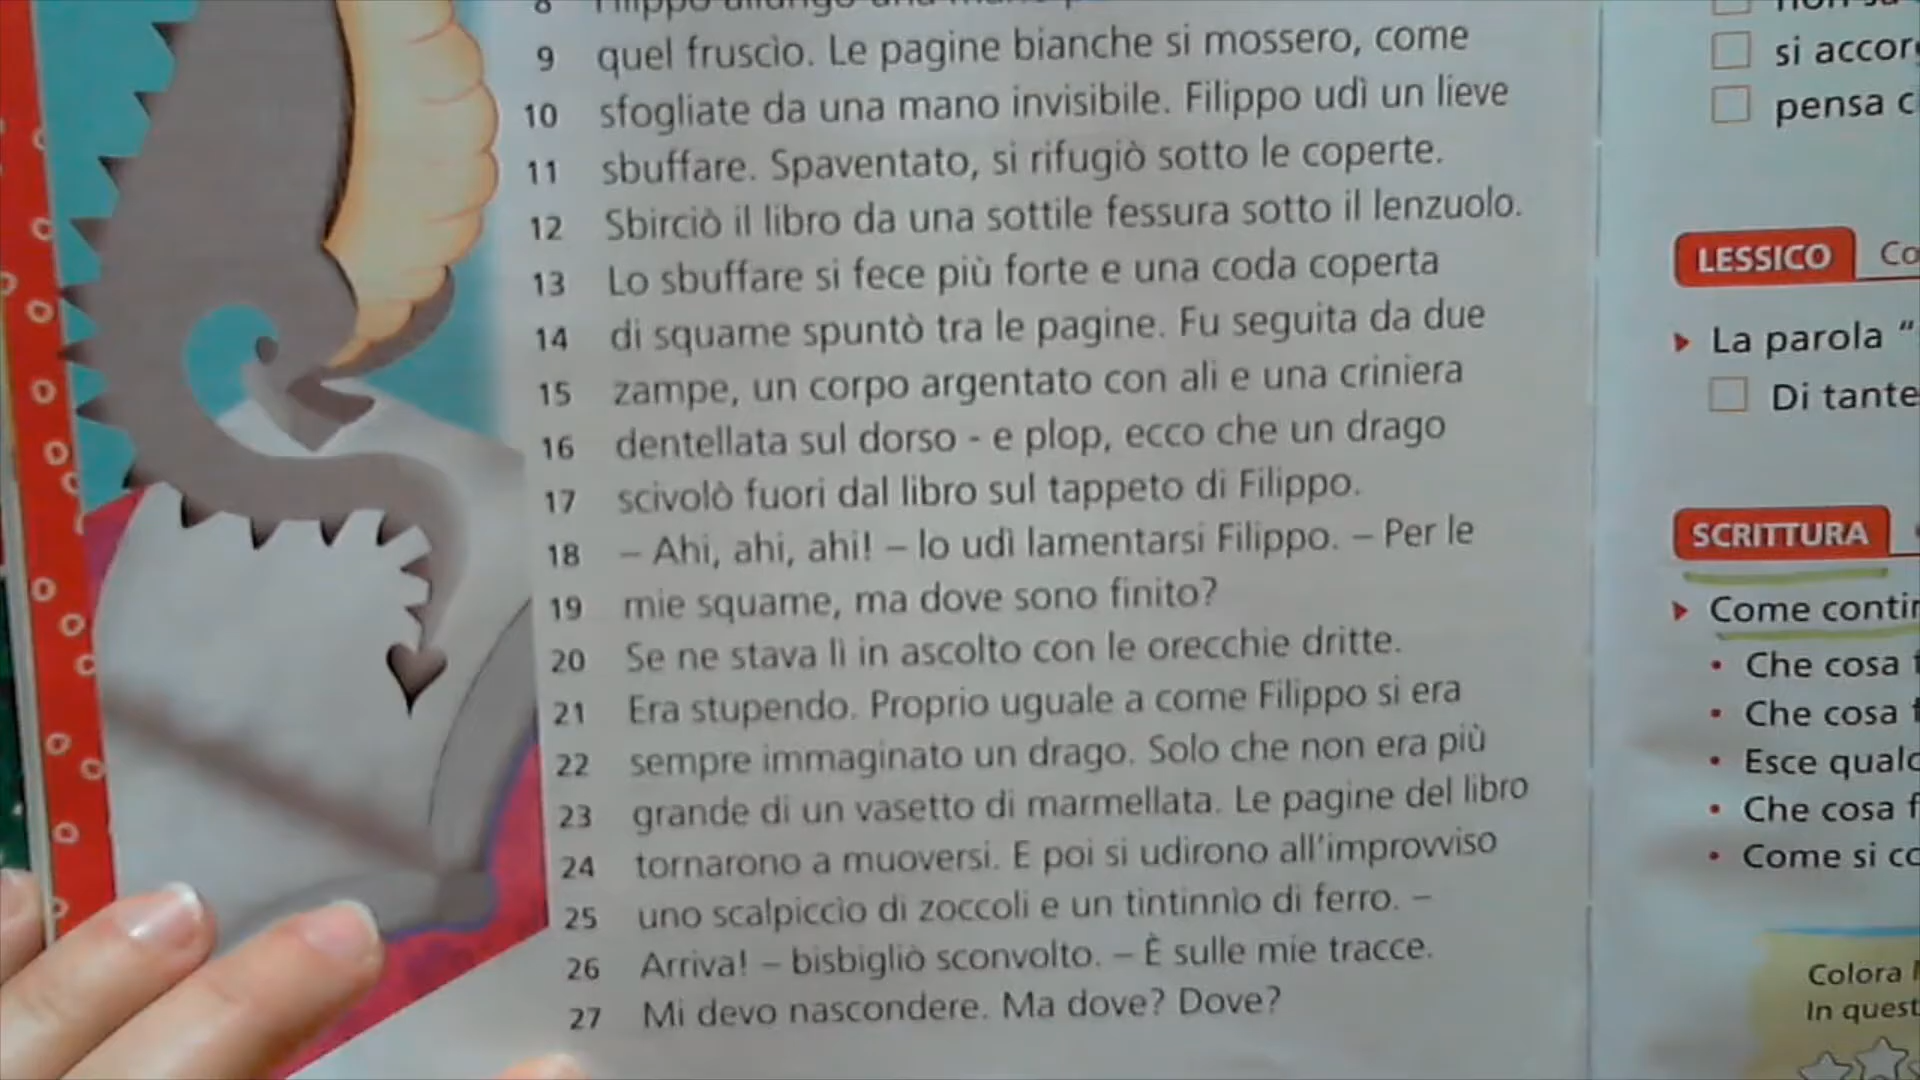 8 Filippo allungò una mano
9 quel fruscìo. Le pagine bianche si mossero, come
10 sfogliate da una mano invisibile. Filippo udì un lieve
11 sbuffare. Spaventato, si rifugiò sotto le coperte.
12 Sbirciò il libro da una sottile fessura sotto il lenzuolo.
13 Lo sbuffare si fece più forte e una coda coperta
14 di squame spuntò tra le pagine. Fu seguita da due
15 zampe, un corpo argentato con ali e una criniera
16 dentellata sul dorso - e plop, ecco che un drago
17 scivolò fuori dal libro sul tappeto di Filippo.
18 – Ahi, ahi, ahi! – lo udì lamentarsi Filippo. – Per le
19 mie squame, ma dove sono finito?
20 Se ne stava lì in ascolto con le orecchie dritte.
21 Era stupendo. Proprio uguale a come Filippo si era
22 sempre immaginato un drago. Solo che non era più
23 grande di un vasetto di marmellata. Le pagine del libro
24 tornarono a muoversi. E poi si udirono all'improvviso
25 uno scalpiccìo di zoccoli e un tintinnìo di ferro. –
26 Arriva! – bisbigliò sconvolto. – È sulle mie tracce.
27 Mi devo nascondere. Ma dove? Dove?
si accor
pensa c
LESSICO Co
La parola "
Di tante
SCRITTURA
Come contin
• Che cosa f
• Che cosa f
• Esce qualc
• Che cosa f
• Come si co
Colora
In quest